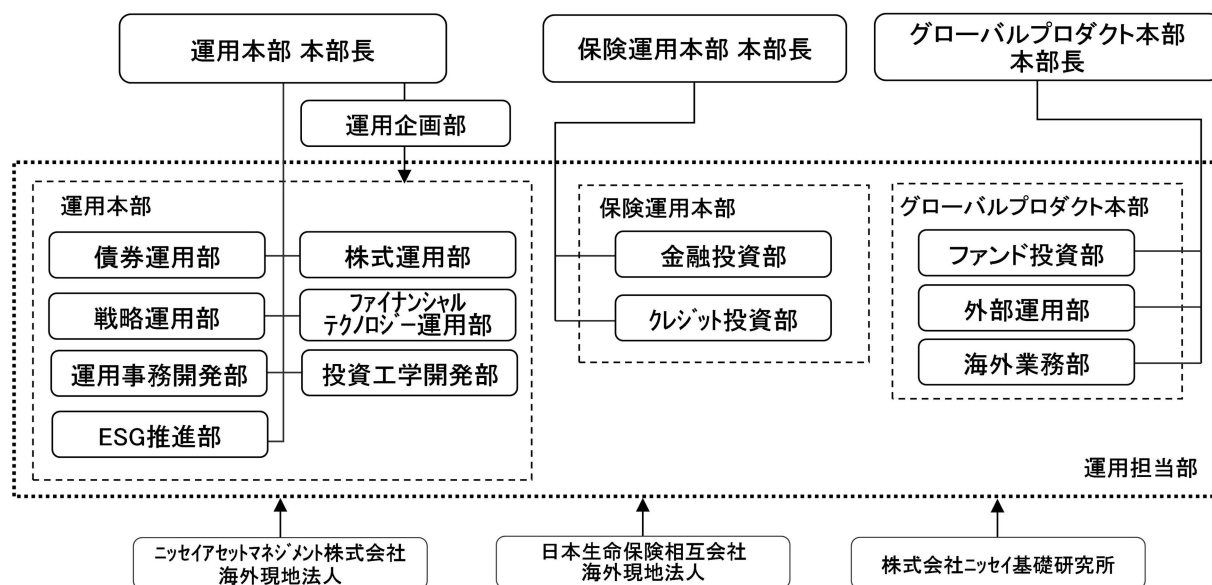 運用本部 本部長
保険運用本部 本部長
グローバルプロダクト本部
本部長
運用企画部
運用本部
債券運用部
株式運用部
戦略運用部
ファイナンシャル
テクノロジー運用部
運用事務開発部
投資工学開発部
ESG推進部
保険運用本部
金融投資部
クレジット投資部
グローバルプロダクト本部
ファンド投資部
外部運用部
海外業務部
運用担当部
ニッセイアセットマネジメント株式会社
海外現地法人
日本生命保険相互会社
海外現地法人
株式会社ニッセイ基礎研究所